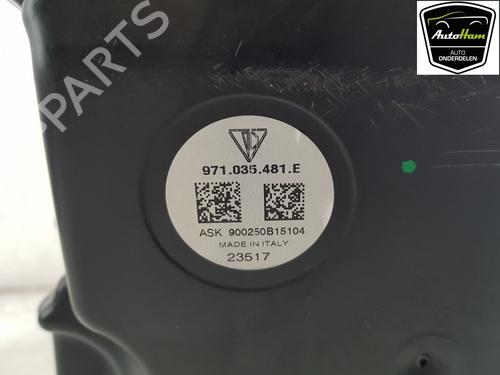 AutoHam
AUTO
ONDERDELEN
B-PARTS
971.035.481.E
ASK 900250B15104
MADE IN ITALY
23517